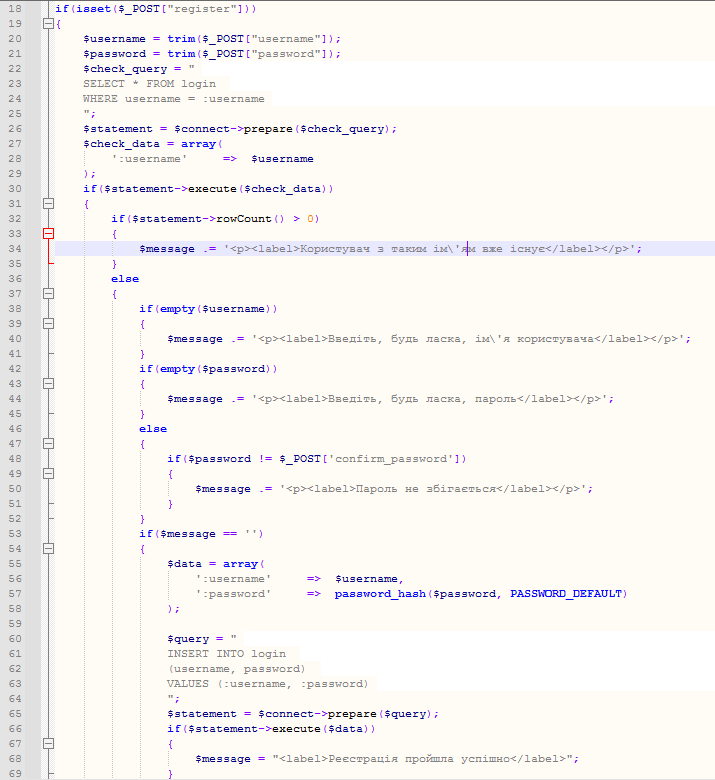 18 if(isset($_POST["register"]))
19 {
20 $username = trim($_POST["username"]);
21 $password = trim($_POST["password"]);
22 $check_query = "
23 SELECT * FROM login
24 WHERE username = :username
25 ";
26 $statement = $connect->prepare($check_query);
27 $check_data = array(
28 ':username' => $username
29 );
30 if($statement->execute($check_data))
31 {
32 if($statement->rowCount() > 0)
33 {
34 $message .= '<p><label>Користувач з таким ім\'ям вже існує</label></p>';
35 }
36 else
37 {
38 if(empty($username))
39 {
40 $message .= '<p><label>Введіть, будь ласка, ім\'я користувача</label></p>';
41 }
42 if(empty($password))
43 {
44 $message .= '<p><label>Введіть, будь ласка, пароль</label></p>';
45 }
46 else
47 {
48 if($password != $_POST['confirm_password'])
49 {
50 $message .= '<p><label>Пароль не збігається</label></p>';
51 }
52 }
53 if($message == '')
54 {
55 $data = array(
56 ':username' => $username,
57 ':password' => password_hash($password, PASSWORD_DEFAULT)
58 );
59
60 $query = "
61 INSERT INTO login
62 (username, password)
63 VALUES (:username, :password)
64 ";
65 $statement = $connect->prepare($query);
66 if($statement->execute($data))
67 {
68 $message = "<label>Реєстрація пройшла успішно</label>";
69 }